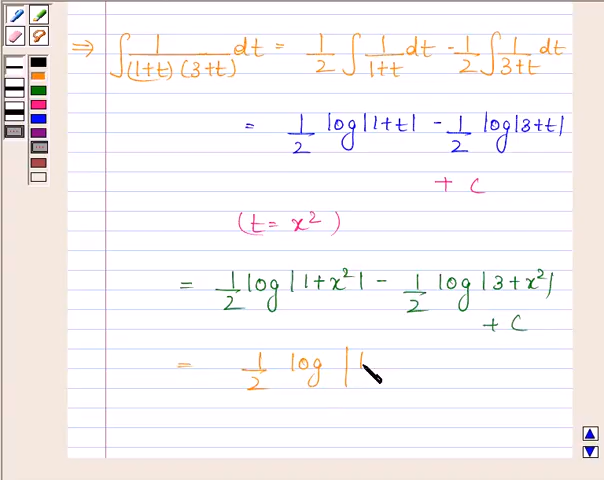 ⇒ ∫ 1/((1+t)(3+t)) dt = 1/2 ∫ 1/(1+t) dt - 1/2 ∫ 1/(3+t) dt
= 1/2 log|1+t| - 1/2 log|3+t|
+ C
(t = x²)
= 1/2 log|1+x²| - 1/2 log|3+x²|
+ C
= 1/2 log |1